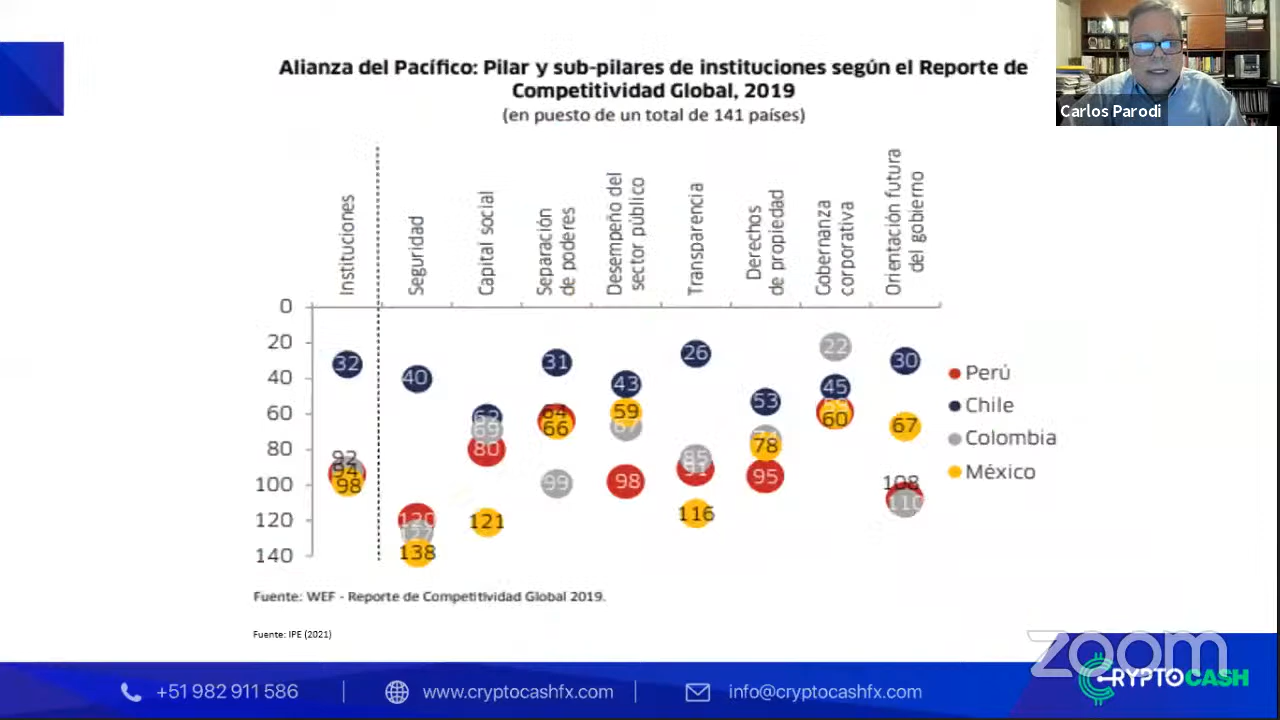 Alianza del Pacífico: Pilar y sub-pilares de instituciones según el Reporte de
Competitividad Global, 2019
(en puesto de un total de 141 países)
Carlos Parodi
Instituciones
Seguridad
Capital social
Separación
de poderes
Desempeño del
sector público
Transparencia
Derechos
de propiedad
Gobernanza
corporativa
Orientación futura
del gobierno
0
20
40
60
80
100
120
140
32
92
94
98
40
120
127
138
62
69
80
121
31
64
66
99
43
59
67
98
26
85
91
116
53
78
95
22
45
60
30
67
108
110
Perú
Chile
Colombia
México
Fuente: WEF - Reporte de Competitividad Global 2019.
Fuente: IPE (2021)
zoom
+51 982 911 586
www.cryptocashfx.com
info@cryptocashfx.com
CRYPTOCASH